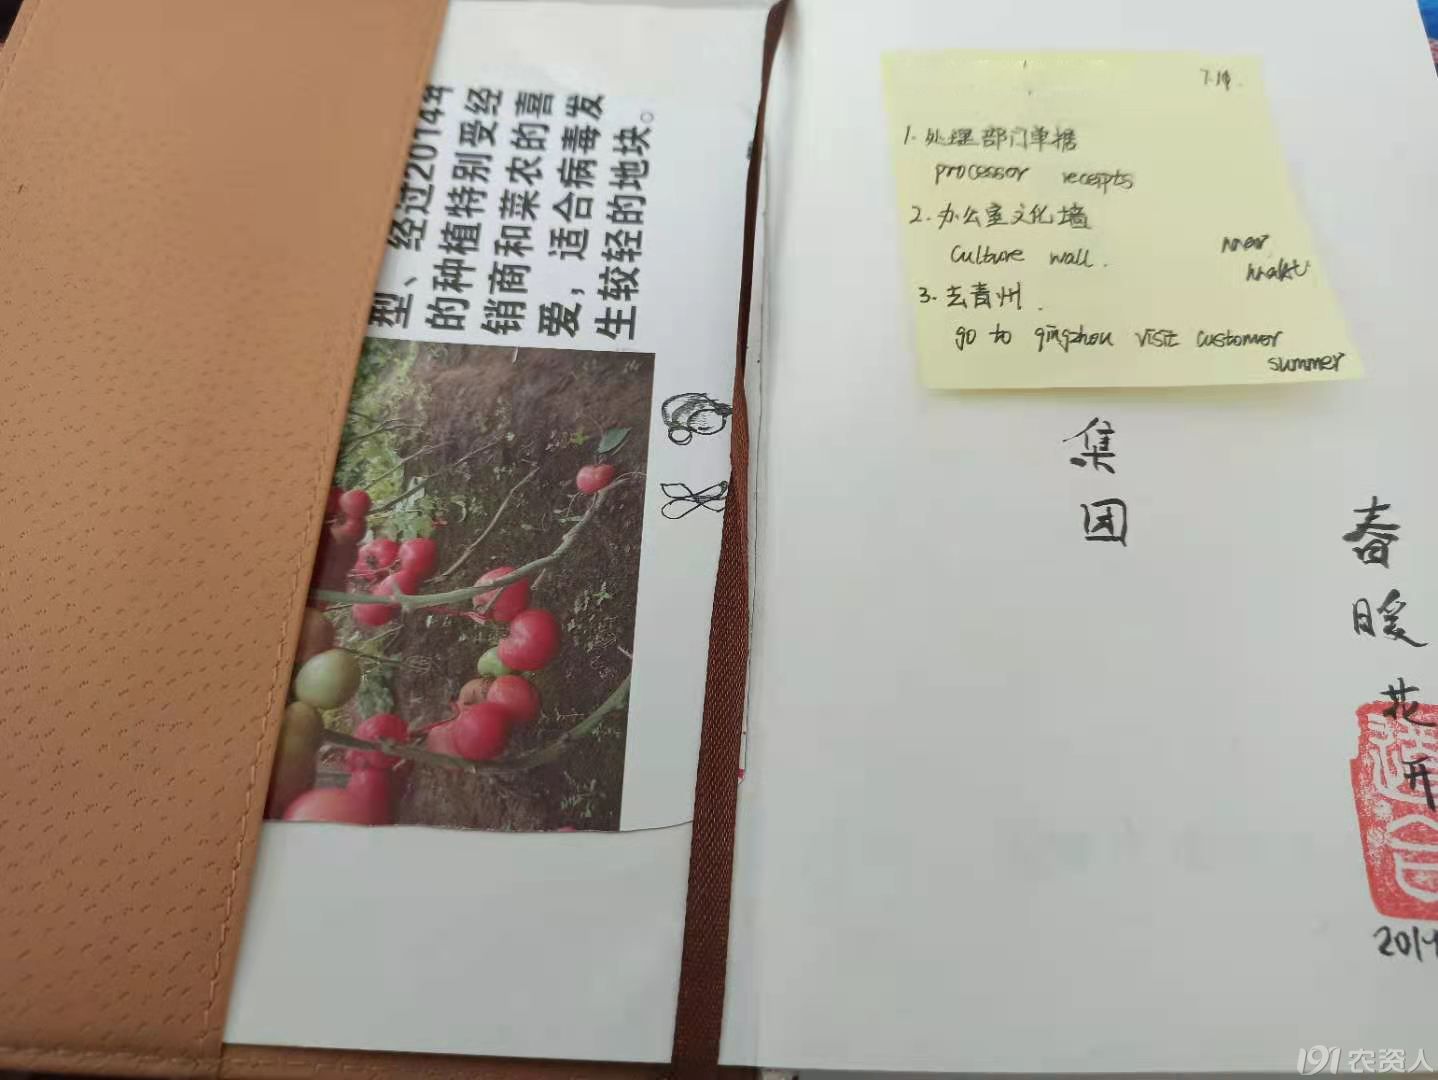 型、经过2014年
的种植特别受经
销商和菜农的喜
爱，适合病毒发
生较轻的地块。
7.19.
1. 处理部门单据
processor receipts
2. 办公室文化墙
culture wall.
3. 去青州.
go to qingzhou visit customer
summer
集
团
春
暖
花
开
191农资人